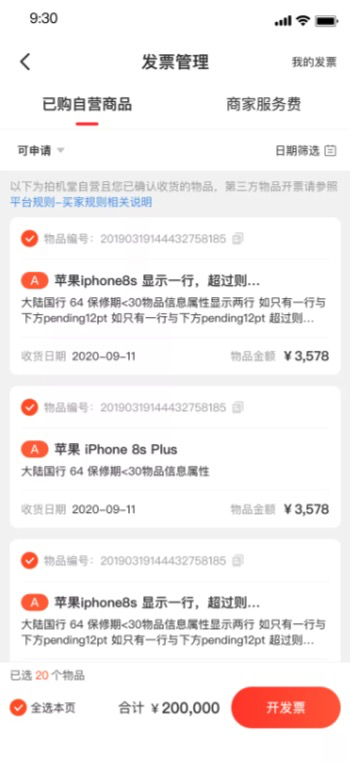 9:30
发票管理
我的发票
已购自营商品
商家服务费
可申请
日期筛选
以下为拍机堂自营且您已确认收货的物品，第三方物品开票请参照
平台规则-买家规则相关说明
物品编号：20190319144432758185
A 苹果iphone8s 显示一行，超过则...
大陆国行 64 保修期<30物品信息属性显示两行 如只有一行与
下方pending12pt 如只有一行与下方pending12pt 超过则...
收货日期 2020-09-11 物品金额 ¥3,578
物品编号：20190319144432758185
A 苹果 iPhone 8s Plus
大陆国行 64 保修期<30物品信息属性
收货日期 2020-09-11 物品金额 ¥3,578
物品编号：20190319144432758185
A 苹果iphone8s 显示一行，超过则...
大陆国行 64 保修期<30物品信息属性显示两行 如只有一行与
下方pending12pt 如只有一行与下方pending12pt 超过则...
已选 20 个物品
全选本页 合计 ¥200,000 开发票